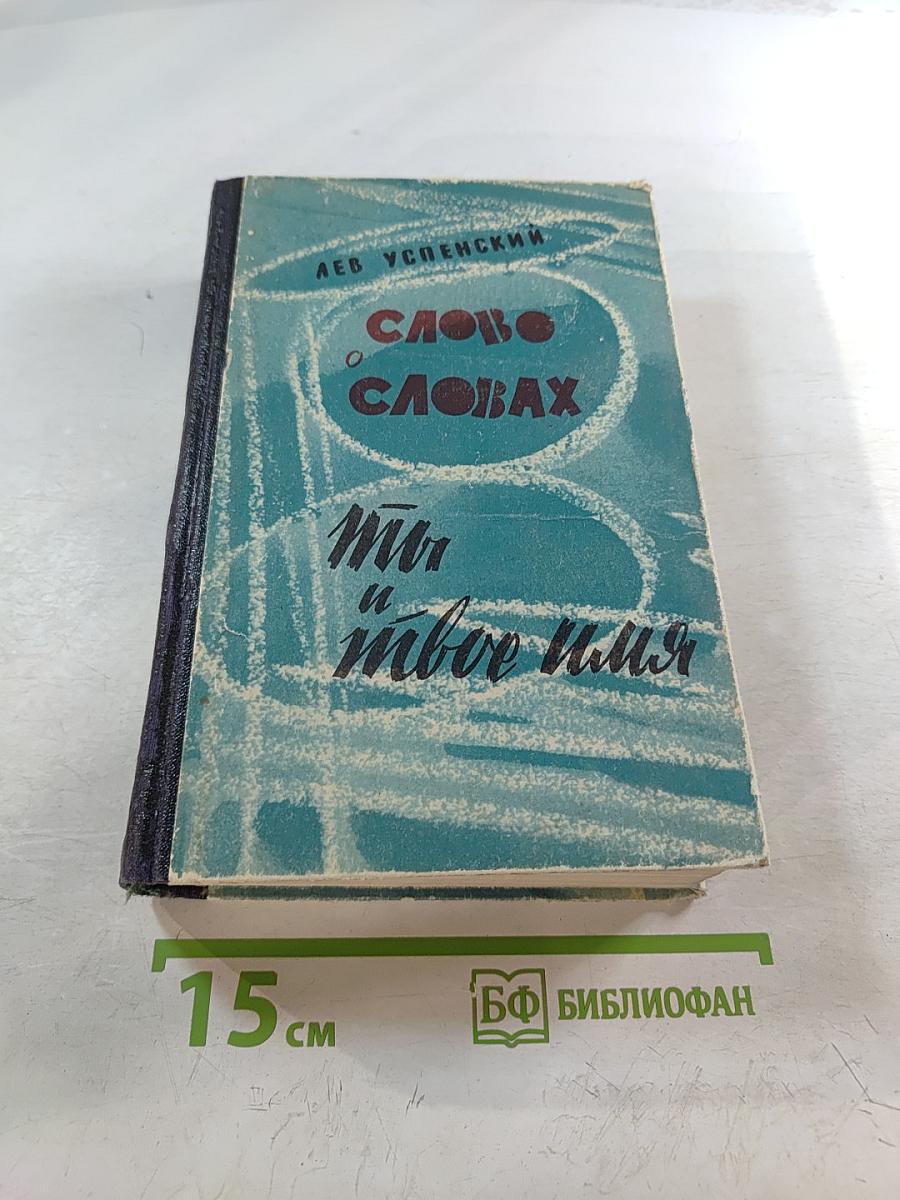 ЛЕВ УСПЕНСКИЙ
СЛОВО
О
СЛОВАХ
Ты
и
твое имя
15 см
БФ БИБЛИОФАН